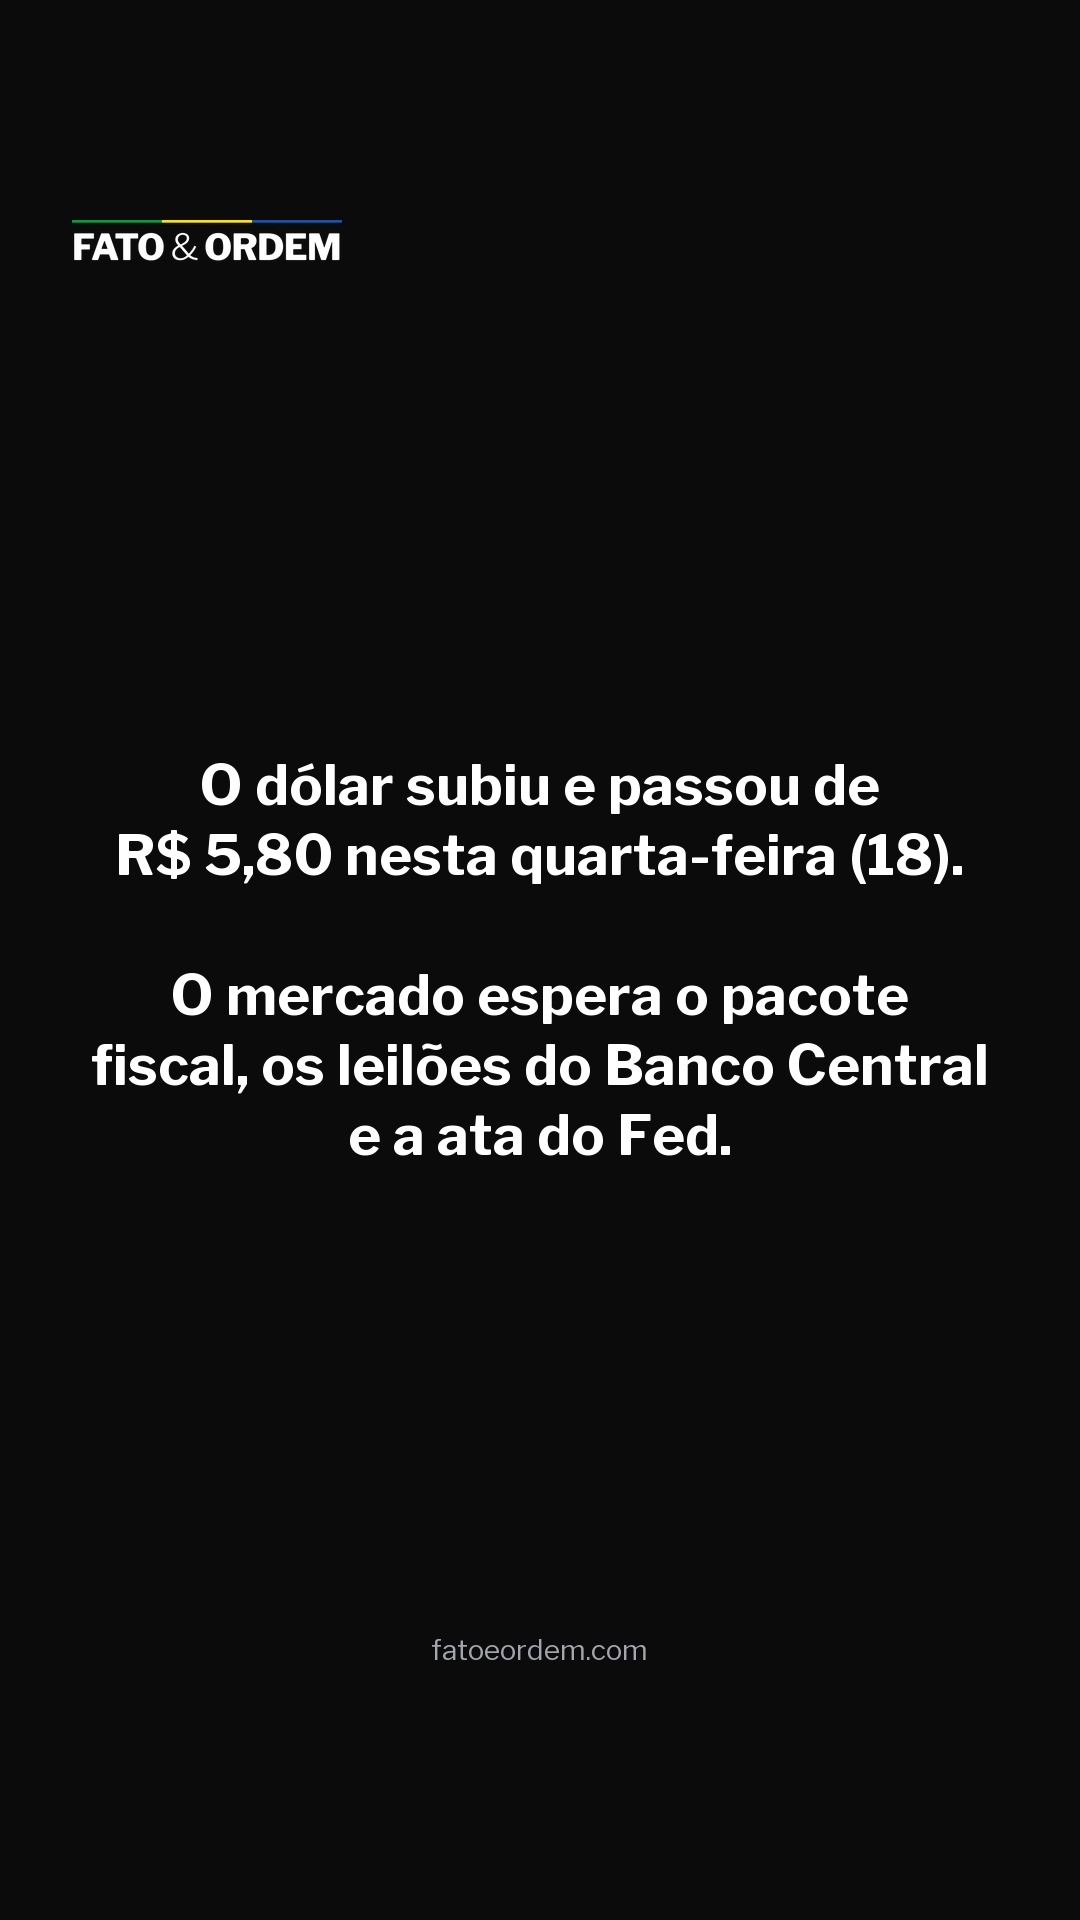 FATO & ORDEM
O dólar subiu e passou de
R$ 5,80 nesta quarta-feira (18).
O mercado espera o pacote
fiscal, os leilões do Banco Central
e a ata do Fed.
fatoeordem.com